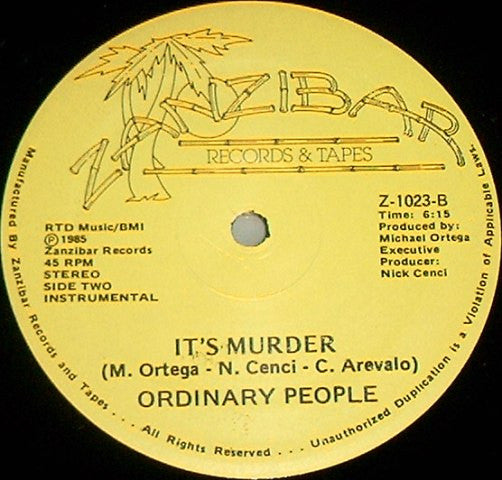 ZANZIBAR
RECORDS & TAPES
Z-1023-B
Time: 6:15
Produced by:
Michael Ortega
Executive
Producer:
Nick Cenci
RTD Music/BMI
Ⓟ 1985
Zanzibar Records
45 RPM
STEREO
SIDE TWO
INSTRUMENTAL
IT'S MURDER
(M. Ortega - N. Cenci - C. Arevalo)
ORDINARY PEOPLE
Manufactured By Zanzibar Records and Tapes . . . All Rights Reserved . . . Unauthorized Duplication is a Violation of Applicable Laws.